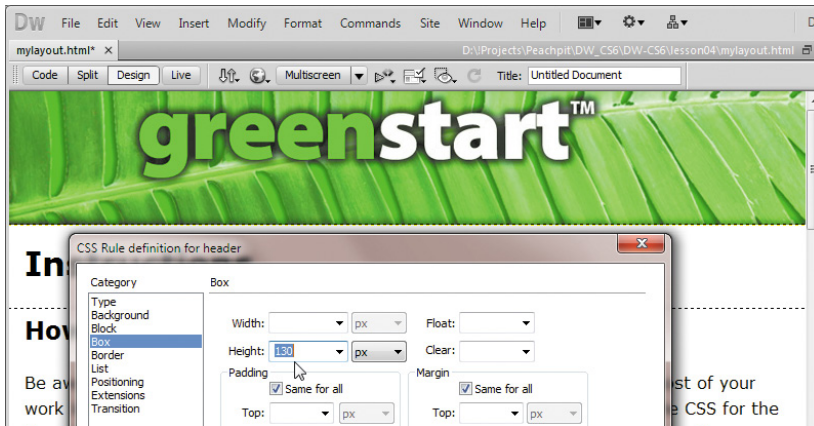 DW File Edit View Insert Modify Format Commands Site Window Help
mylayout.html* × D:\Projects\Peachpit\DW_CS6\DW-CS6\lesson04\mylayout.html
Code Split Design Live Multiscreen Title: Untitled Document
greenstart™
CSS Rule definition for header
In
Category Box
Type
Background
Block
Box
Border
List
Positioning
Extensions
Transition
Width: px Float:
Height: 130 px Clear:
Padding Margin
Same for all Same for all
Top: px Top: px
How
Be aw st of your
work e CSS for the